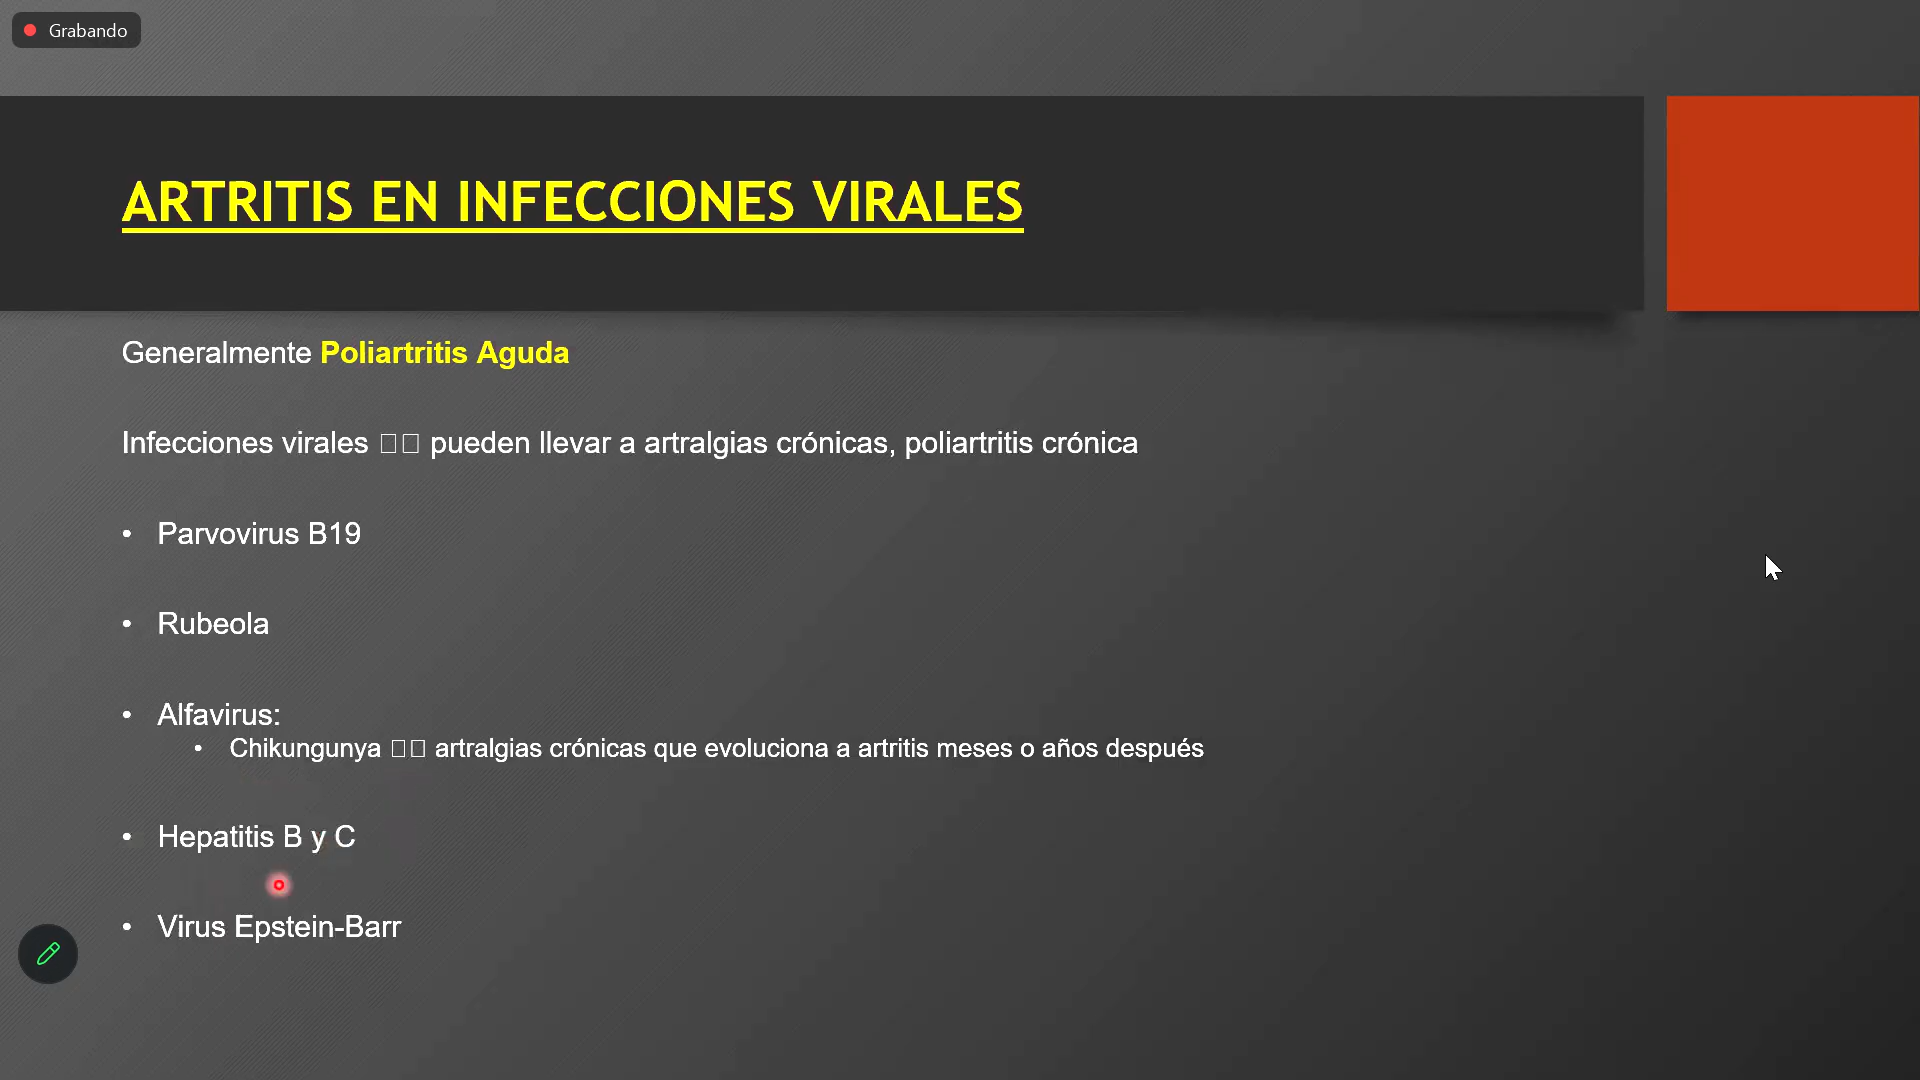 Grabando
ARTRITIS EN INFECCIONES VIRALES
Generalmente Poliartritis Aguda
Infecciones virales □□ pueden llevar a artralgias crónicas, poliartritis crónica
• Parvovirus B19
• Rubeola
• Alfavirus:
• Chikungunya □□ artralgias crónicas que evoluciona a artritis meses o años después
• Hepatitis B y C
• Virus Epstein-Barr